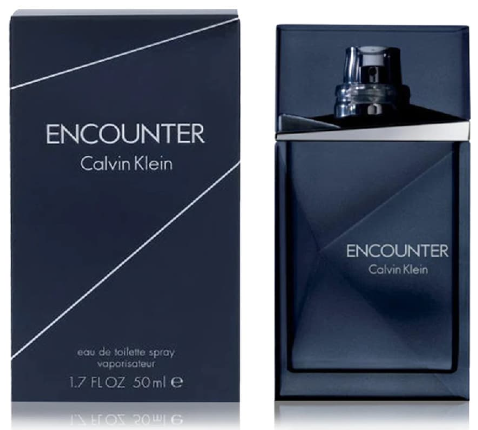 ENCOUNTER
Calvin Klein
eau de toilette spray
vaporisateur
1.7 FL OZ 50 ml ℮
ENCOUNTER
Calvin Klein